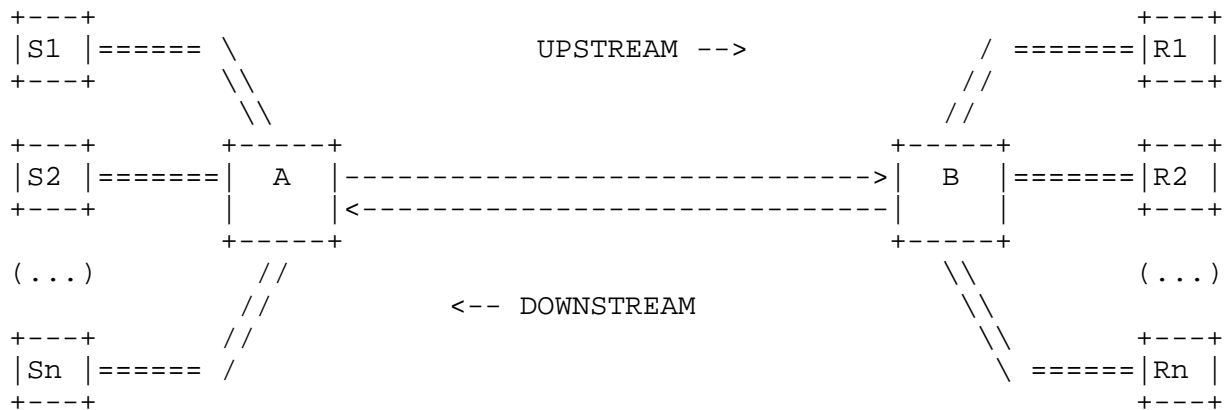 +---+ +---+
|S1 |====== \ UPSTREAM --> / =======|R1 |
+---+ \\ // +---+
\\ //
+---+ +-----+ +-----+ +---+
|S2 |=======| A |------------------------------>| B |=======|R2 |
+---+ | |<------------------------------| | +---+
+-----+ +-----+
(...) // \\ (...)
// <-- DOWNSTREAM \\
+---+ // \\ +---+
|Sn |====== / \ ======|Rn |
+---+ +---+